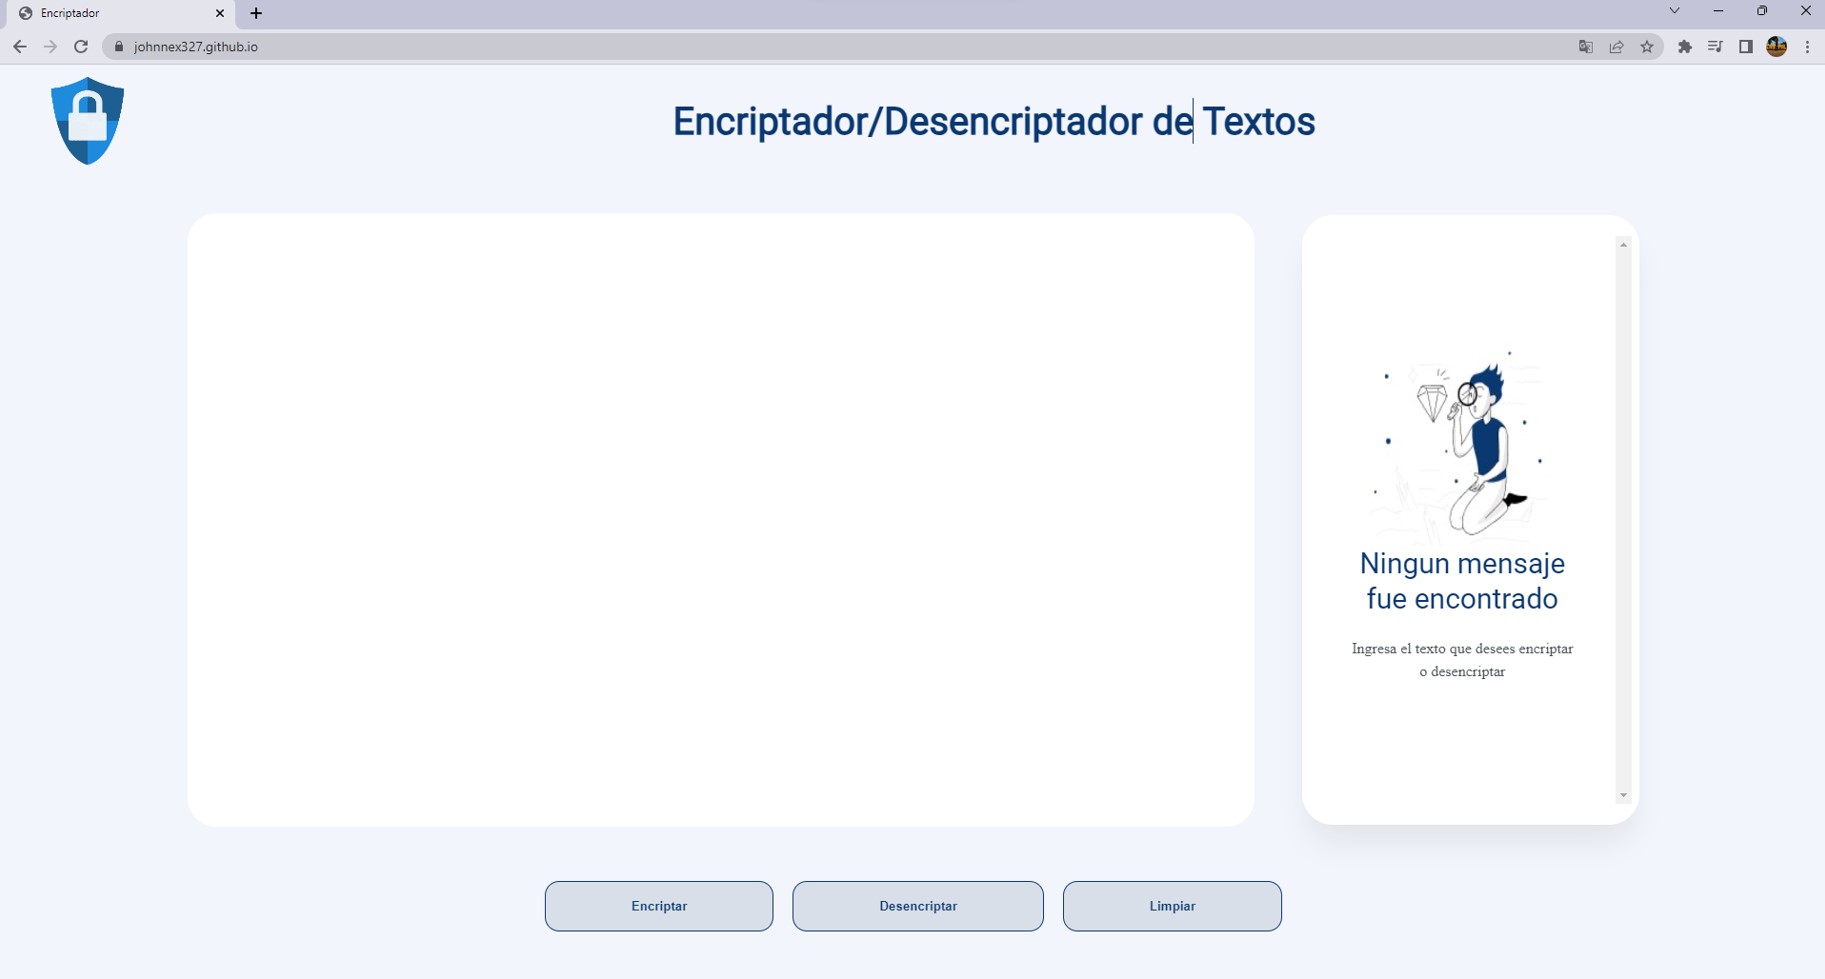 Encriptador
johnnex327.github.io
Encriptador/Desencriptador de Textos
Ningun mensaje
fue encontrado
Ingresa el texto que desees encriptar
o desencriptar
Encriptar
Desencriptar
Limpiar